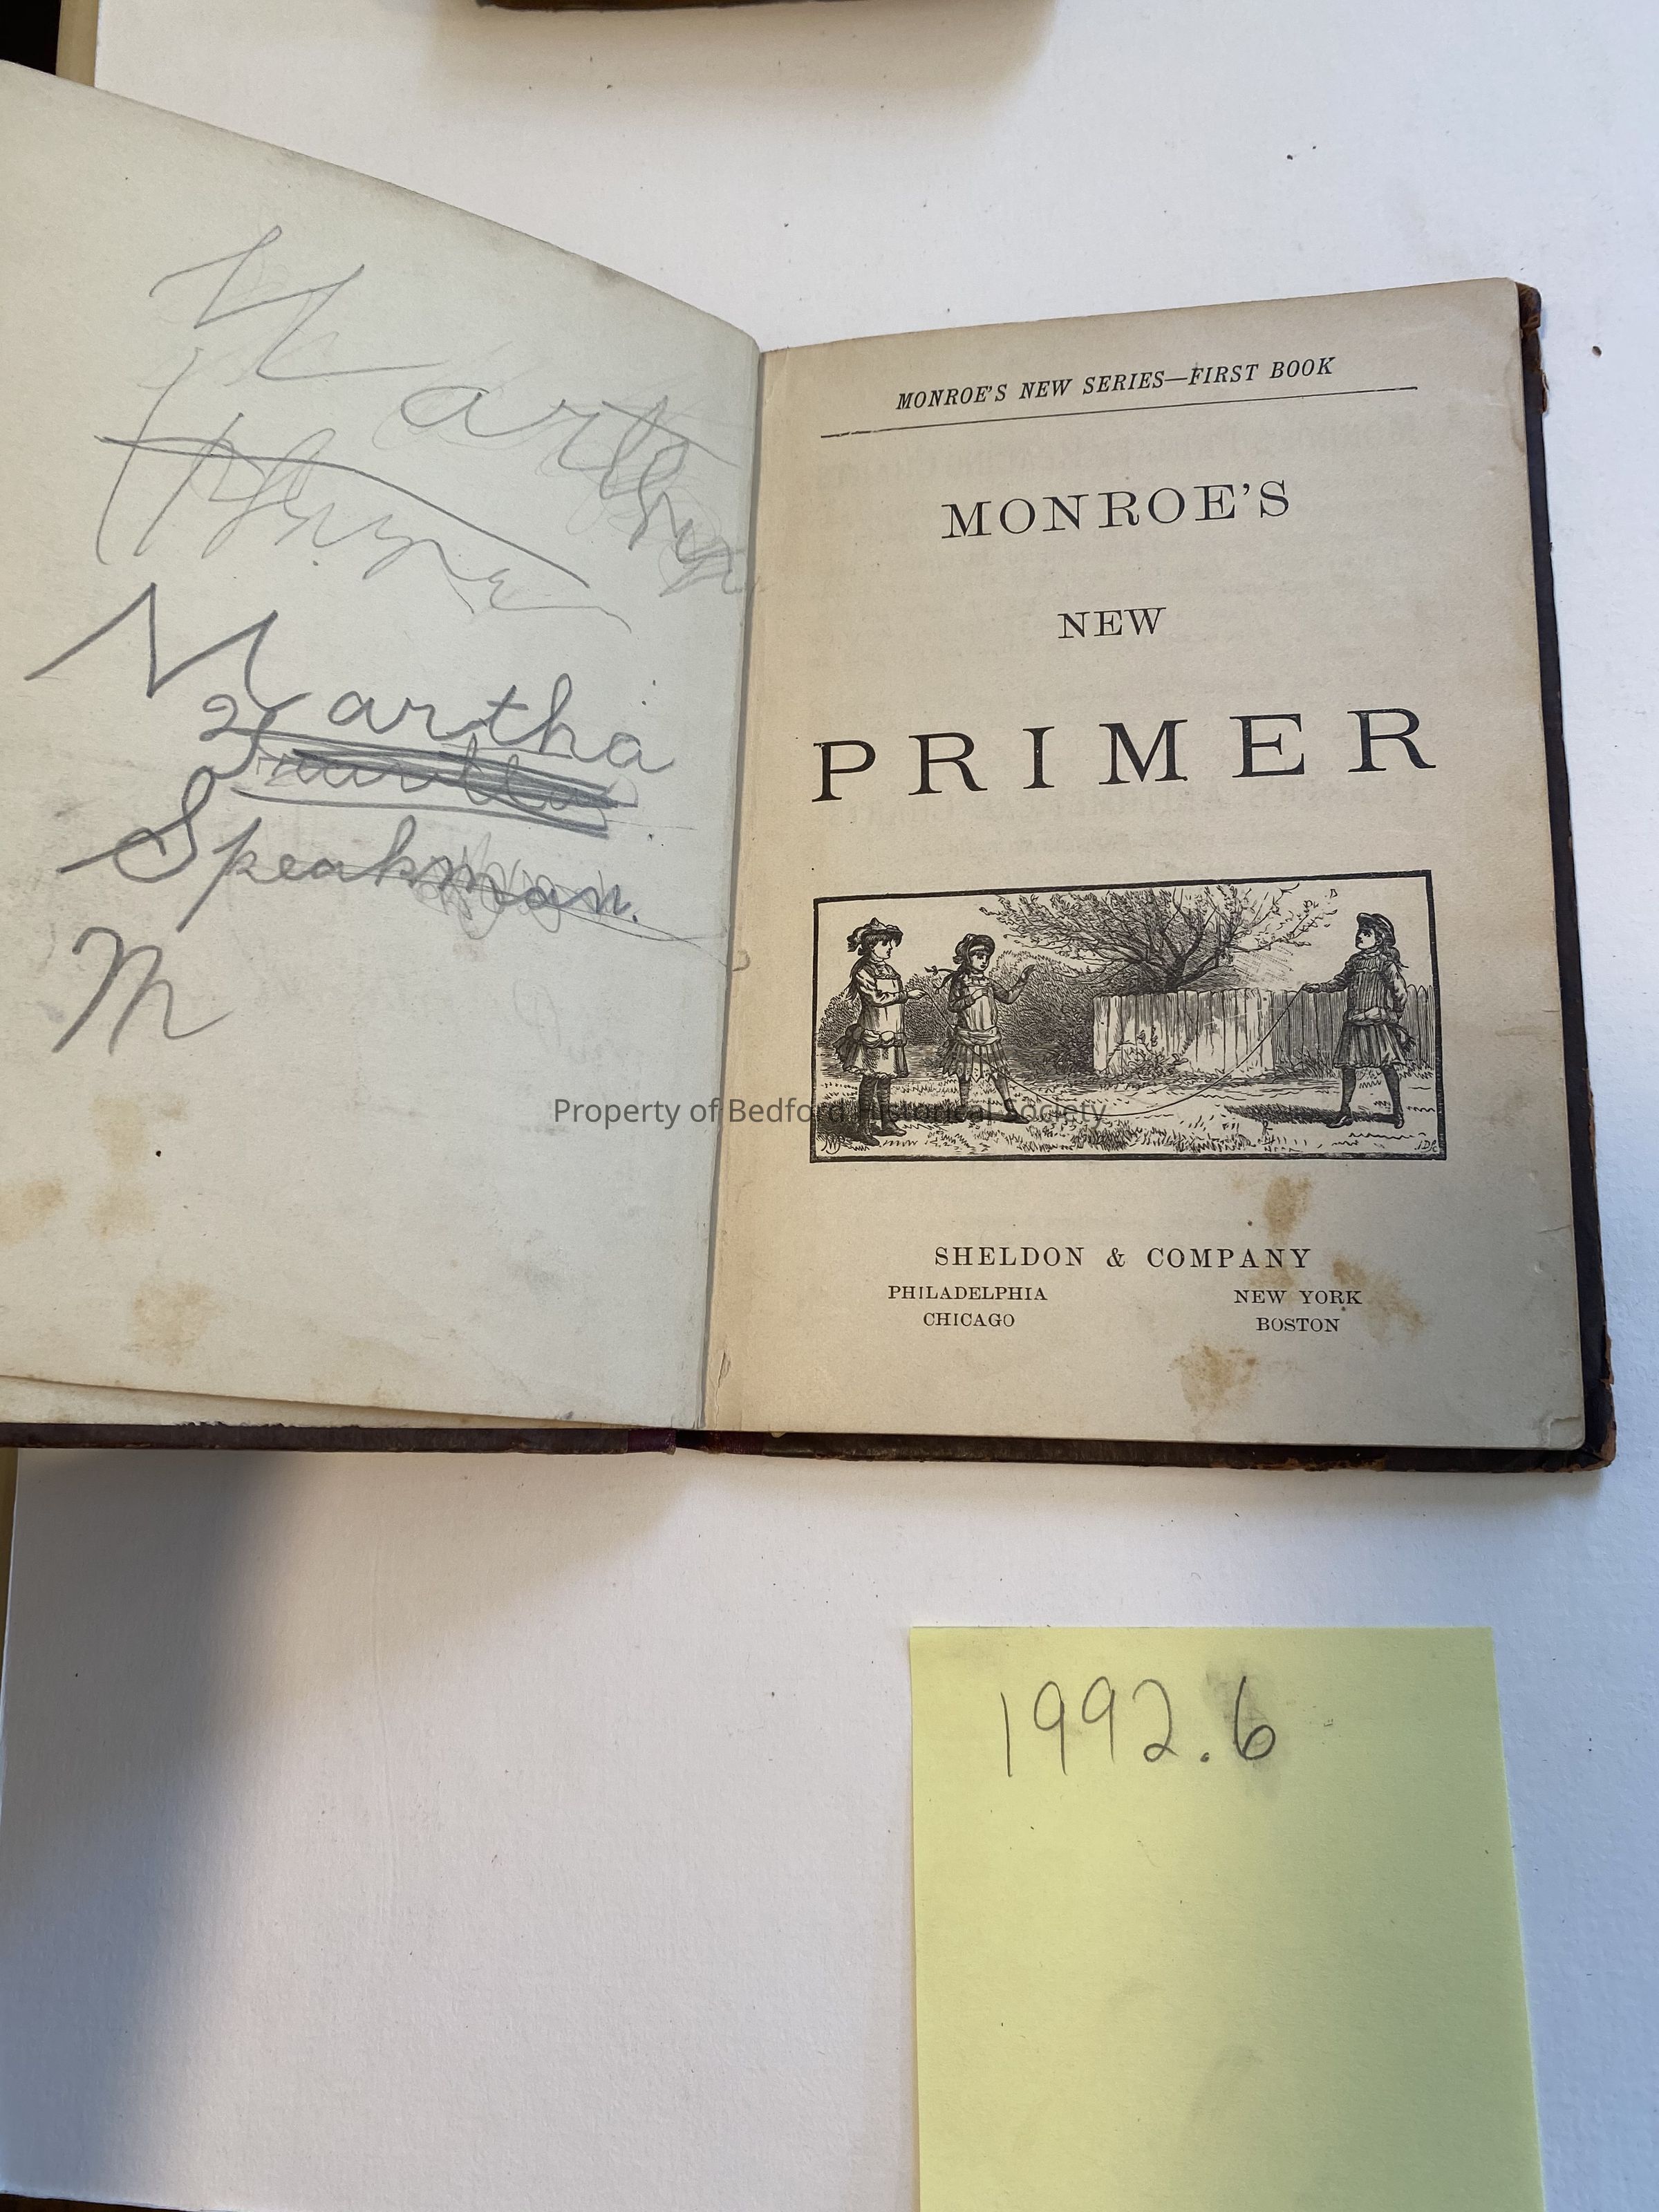 Martha
Martha
Speakman.
M
MONROE'S NEW SERIES—FIRST BOOK
MONROE'S
NEW
PRIMER
SHELDON & COMPANY
PHILADELPHIA NEW YORK
CHICAGO BOSTON
Property of Bedford Historical Society
1992.6